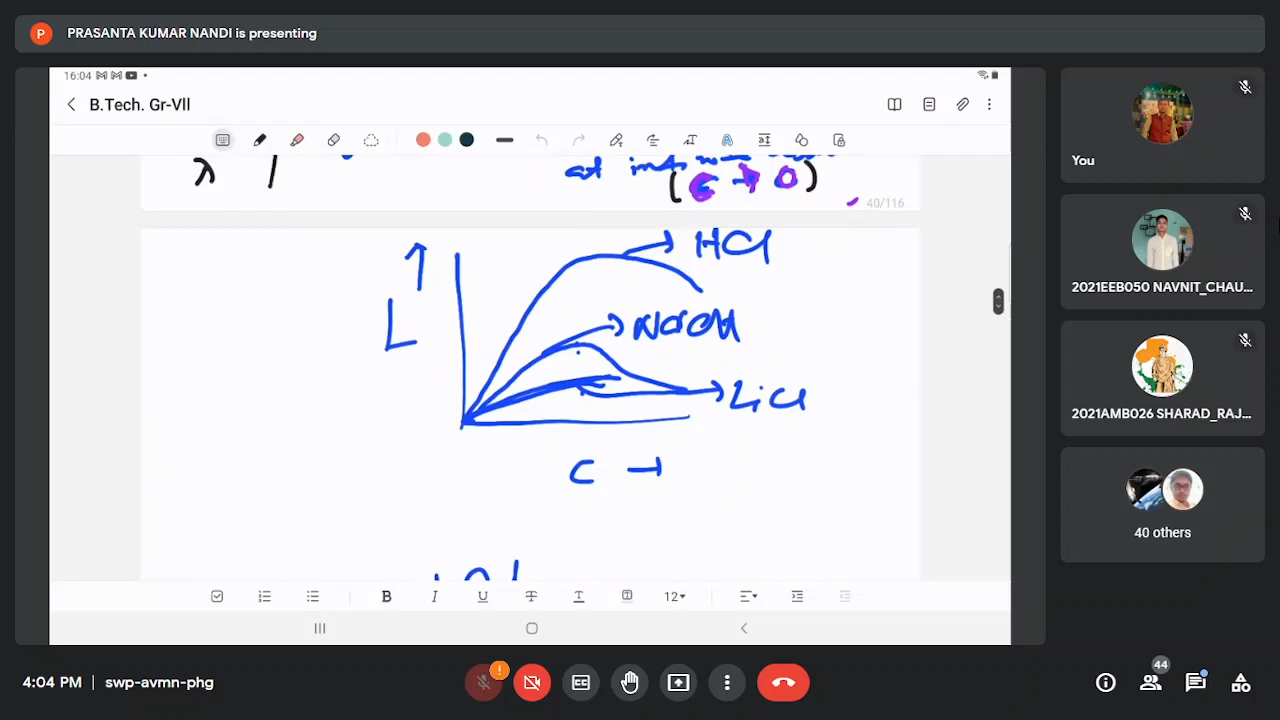 P PRASANTA KUMAR NANDI is presenting
16:04
B.Tech. Gr-VII
λ
at
( C → 0 )
40/116
HCl
L
NaOH
LiCl
C →
B I U T T T 12
You
2021EEB050 NAVNIT_CHAU...
2021AMB026 SHARAD_RAJ...
40 others
4:04 PM | swp-avmn-phg
44